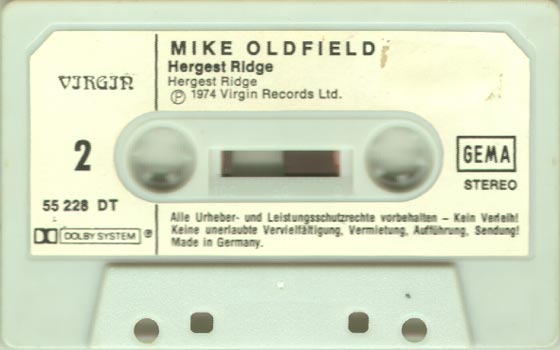 MIKE OLDFIELD
Hergest Ridge
Hergest Ridge
Ⓟ 1974 Virgin Records Ltd.
VIRGIN
2
GEMA
STEREO
55 228 DT
DOLBY SYSTEM ®
Alle Urheber- und Leistungsschutzrechte vorbehalten – Kein Verleih!
Keine unerlaubte Vervielfältigung, Vermietung, Aufführung, Sendung!
Made in Germany.